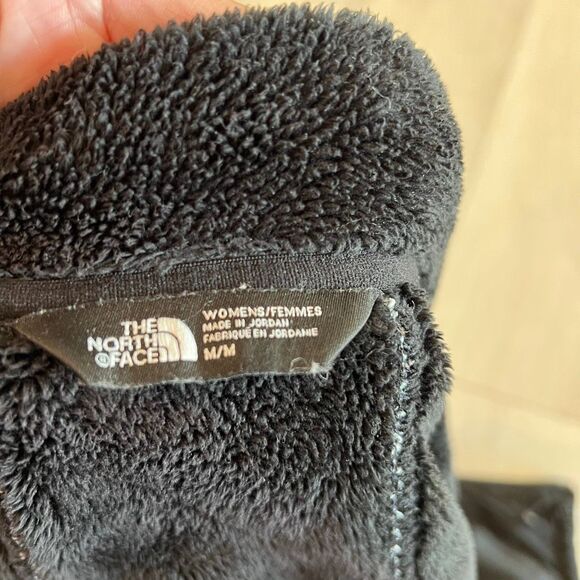 THE
NORTH
FACE
WOMENS/FEMMES
MADE IN JORDAN
FABRIQUÉ EN JORDANIE
M/M